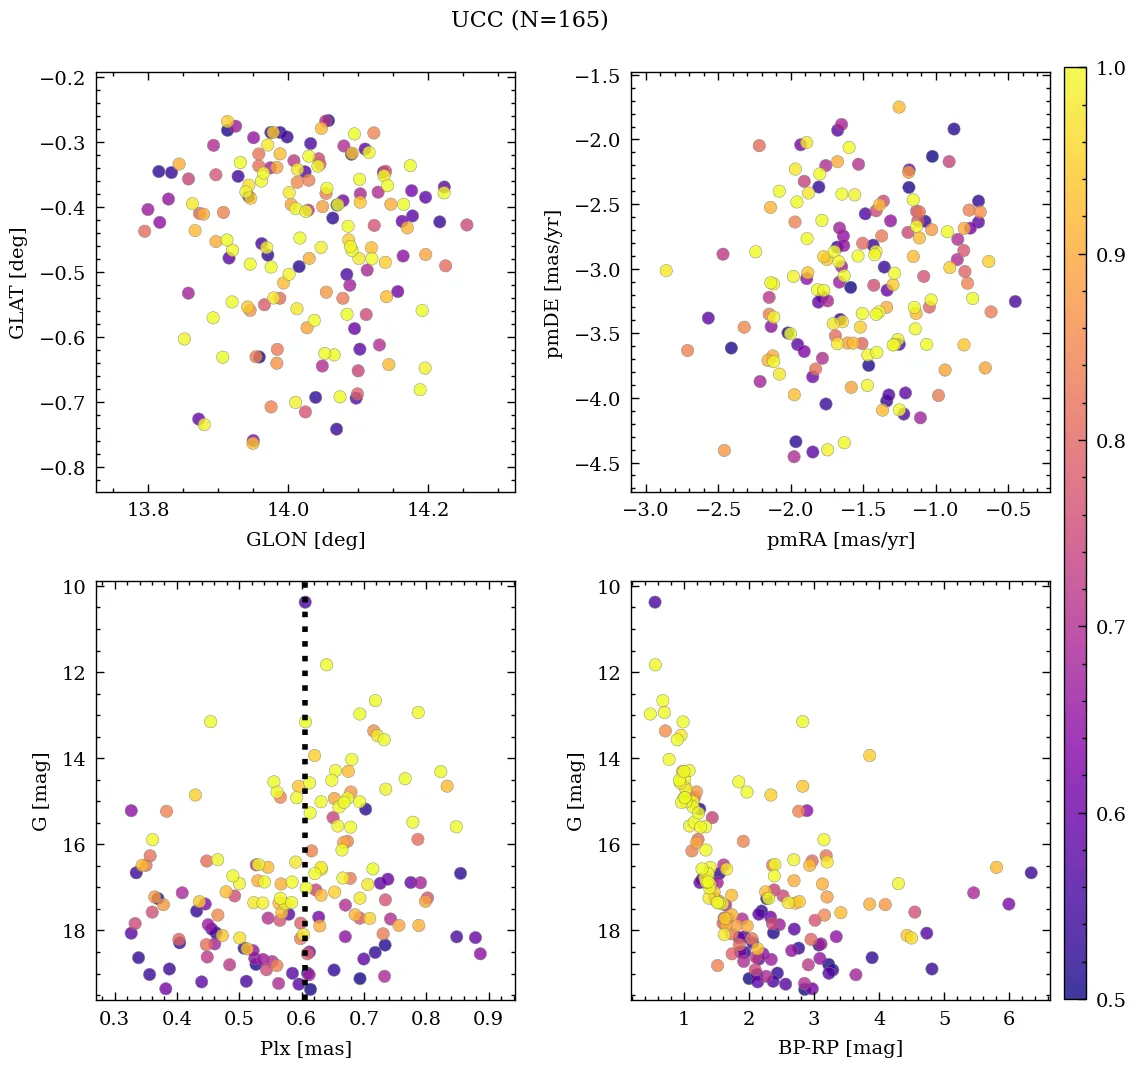 UCC (N=165)
−0.2
−0.3
−0.4
−0.5
−0.6
−0.7
−0.8
GLAT [deg]
13.8 14.0 14.2
GLON [deg]
−1.5
−2.0
−2.5
−3.0
−3.5
−4.0
−4.5
pmDE [mas/yr]
−3.0 −2.5 −2.0 −1.5 −1.0 −0.5
pmRA [mas/yr]
10
12
14
16
18
G [mag]
0.3 0.4 0.5 0.6 0.7 0.8 0.9
Plx [mas]
10
12
14
16
18
G [mag]
1 2 3 4 5 6
BP-RP [mag]
1.0
0.9
0.8
0.7
0.6
0.5